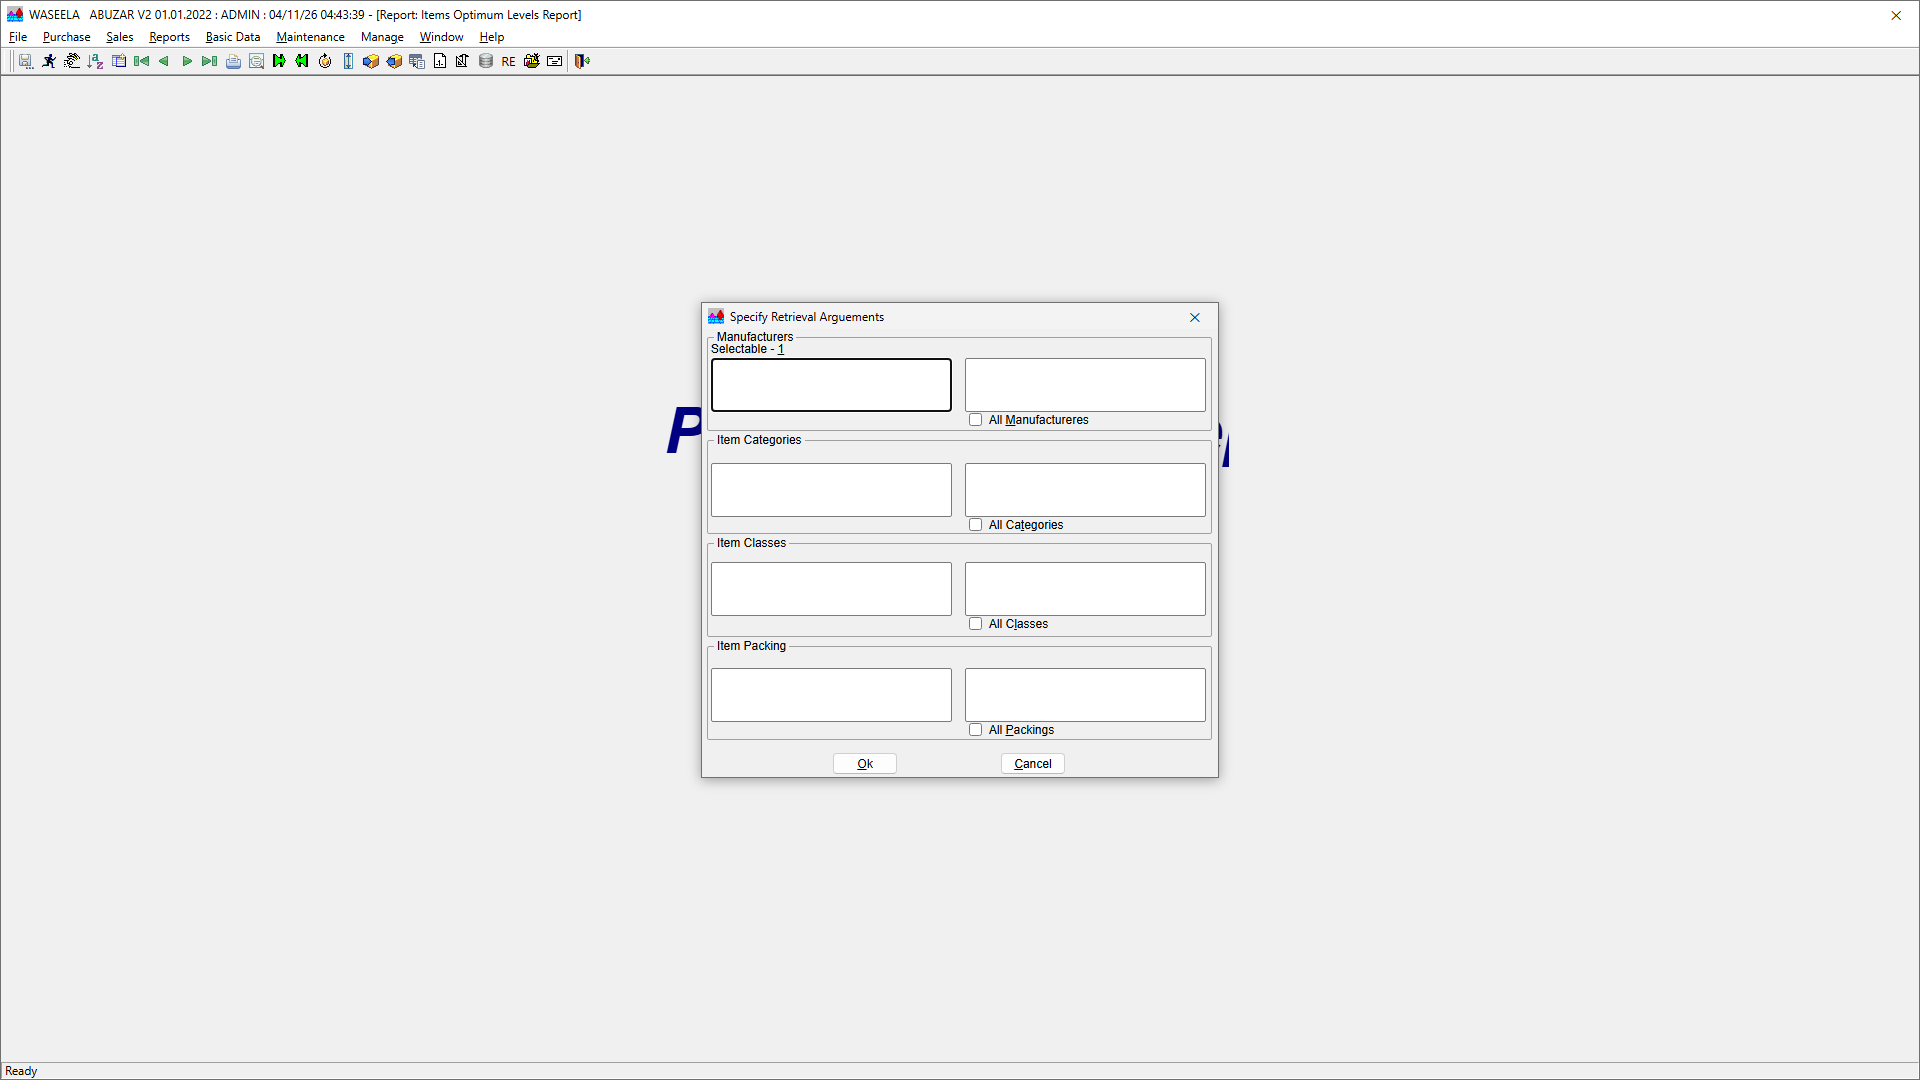 WASEELA   ABUZAR V2 01.01.2022 : ADMIN : 04/11/26 04:43:39 - [Report: Items Optimum Levels Report]
File Purchase Sales Reports Basic Data Maintenance Manage Window Help
RE
Specify Retrieval Arguements
Manufacturers
Selectable - 1
All Manufactureres
Item Categories
All Categories
Item Classes
All Classes
Item Packing
All Packings
Ok Cancel
Ready